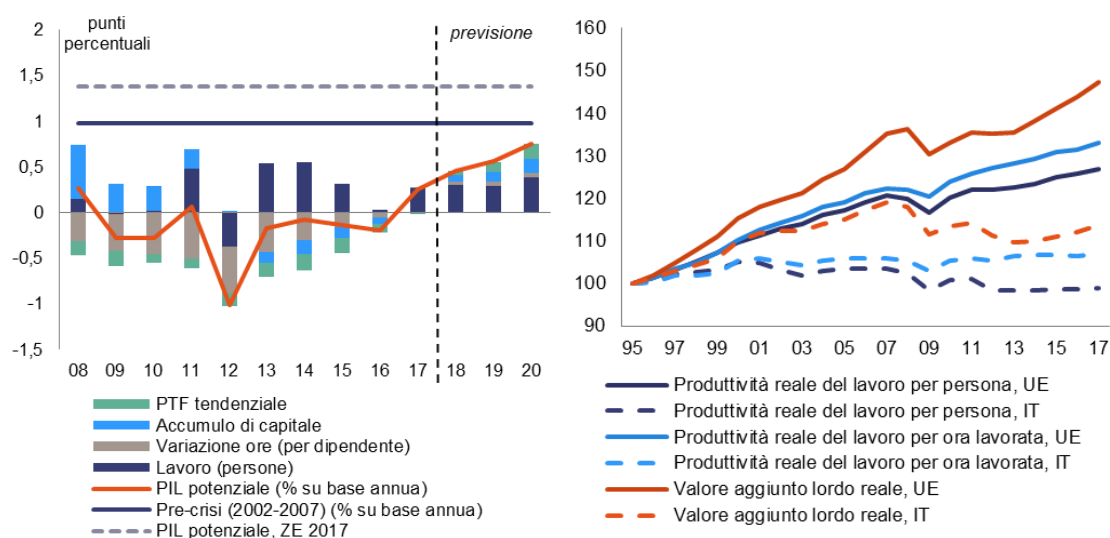 punti
percentuali
previsione
2
1,5
1
0,5
0
-0,5
-1
-1,5
08 09 10 11 12 13 14 15 16 17 18 19 20
PTF tendenziale
Accumulo di capitale
Variazione ore (per dipendente)
Lavoro (persone)
PIL potenziale (% su base annua)
Pre-crisi (2002-2007) (% su base annua)
PIL potenziale, ZE 2017
160
150
140
130
120
110
100
90
95 97 99 01 03 05 07 09 11 13 15 17
Produttività reale del lavoro per persona, UE
Produttività reale del lavoro per persona, IT
Produttività reale del lavoro per ora lavorata, UE
Produttività reale del lavoro per ora lavorata, IT
Valore aggiunto lordo reale, UE
Valore aggiunto lordo reale, IT